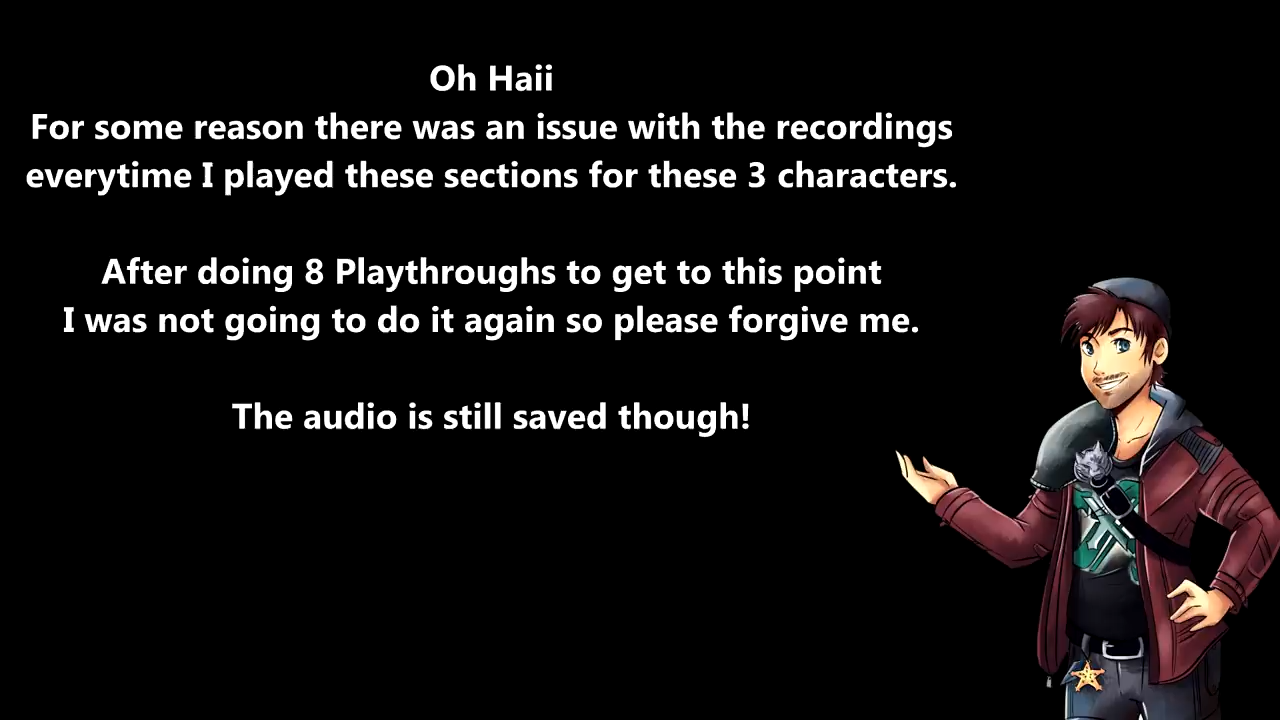 Oh Haii
For some reason there was an issue with the recordings
everytime I played these sections for these 3 characters.
After doing 8 Playthroughs to get to this point
I was not going to do it again so please forgive me.
The audio is still saved though!